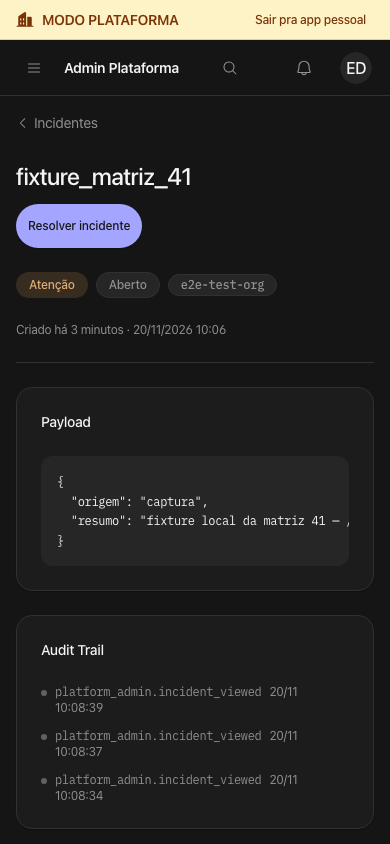 MODO PLATAFORMA
Sair pra app pessoal
Admin Plataforma
ED
Incidentes
fixture_matriz_41
Resolver incidente
Atenção
Aberto
e2e-test-org
Criado há 3 minutos · 20/11/2026 10:06
Payload
{
"origem": "captura",
"resumo": "fixture local da matriz 41 —
}
Audit Trail
platform_admin.incident_viewed 20/11
10:08:39
platform_admin.incident_viewed 20/11
10:08:37
platform_admin.incident_viewed 20/11
10:08:34